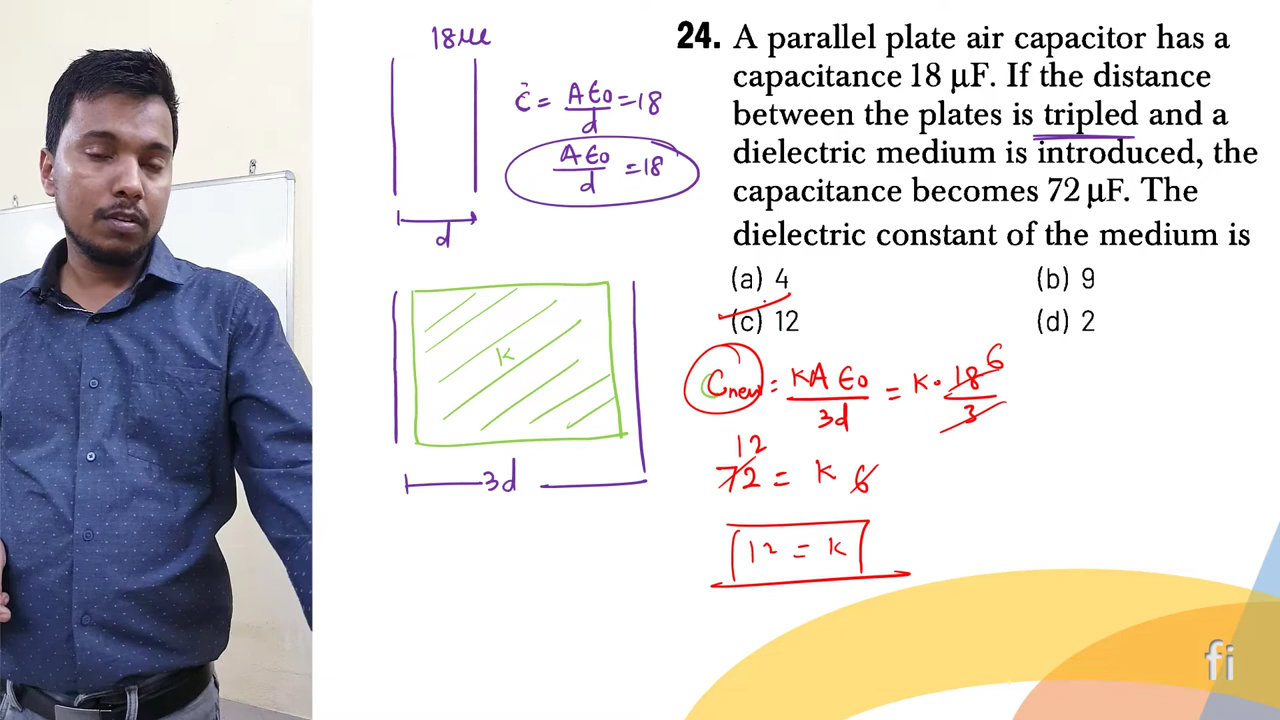 18μ
C = Aϵ0/d = 18
Aϵ0/d = 18
d
K
3d
24. A parallel plate air capacitor has a
capacitance 18 μF. If the distance
between the plates is tripled and a
dielectric medium is introduced, the
capacitance becomes 72 μF. The
dielectric constant of the medium is
(a) 4 (b) 9
(c) 12 (d) 2
Cnew = KAϵ0/3d = K · 18/3 6
12
72 = K 6
12 = K
fi